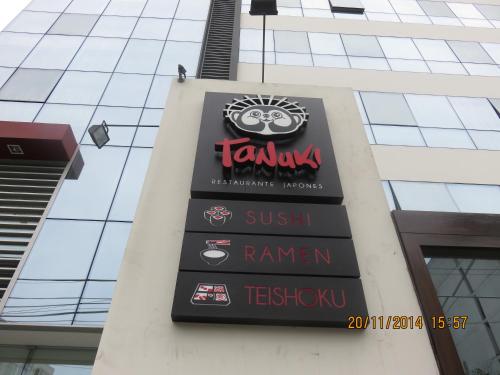 TaNuKi
RESTAURANTE JAPONES
SUSHI
RAMEN
TEISHOKU
20/11/2014 15:57